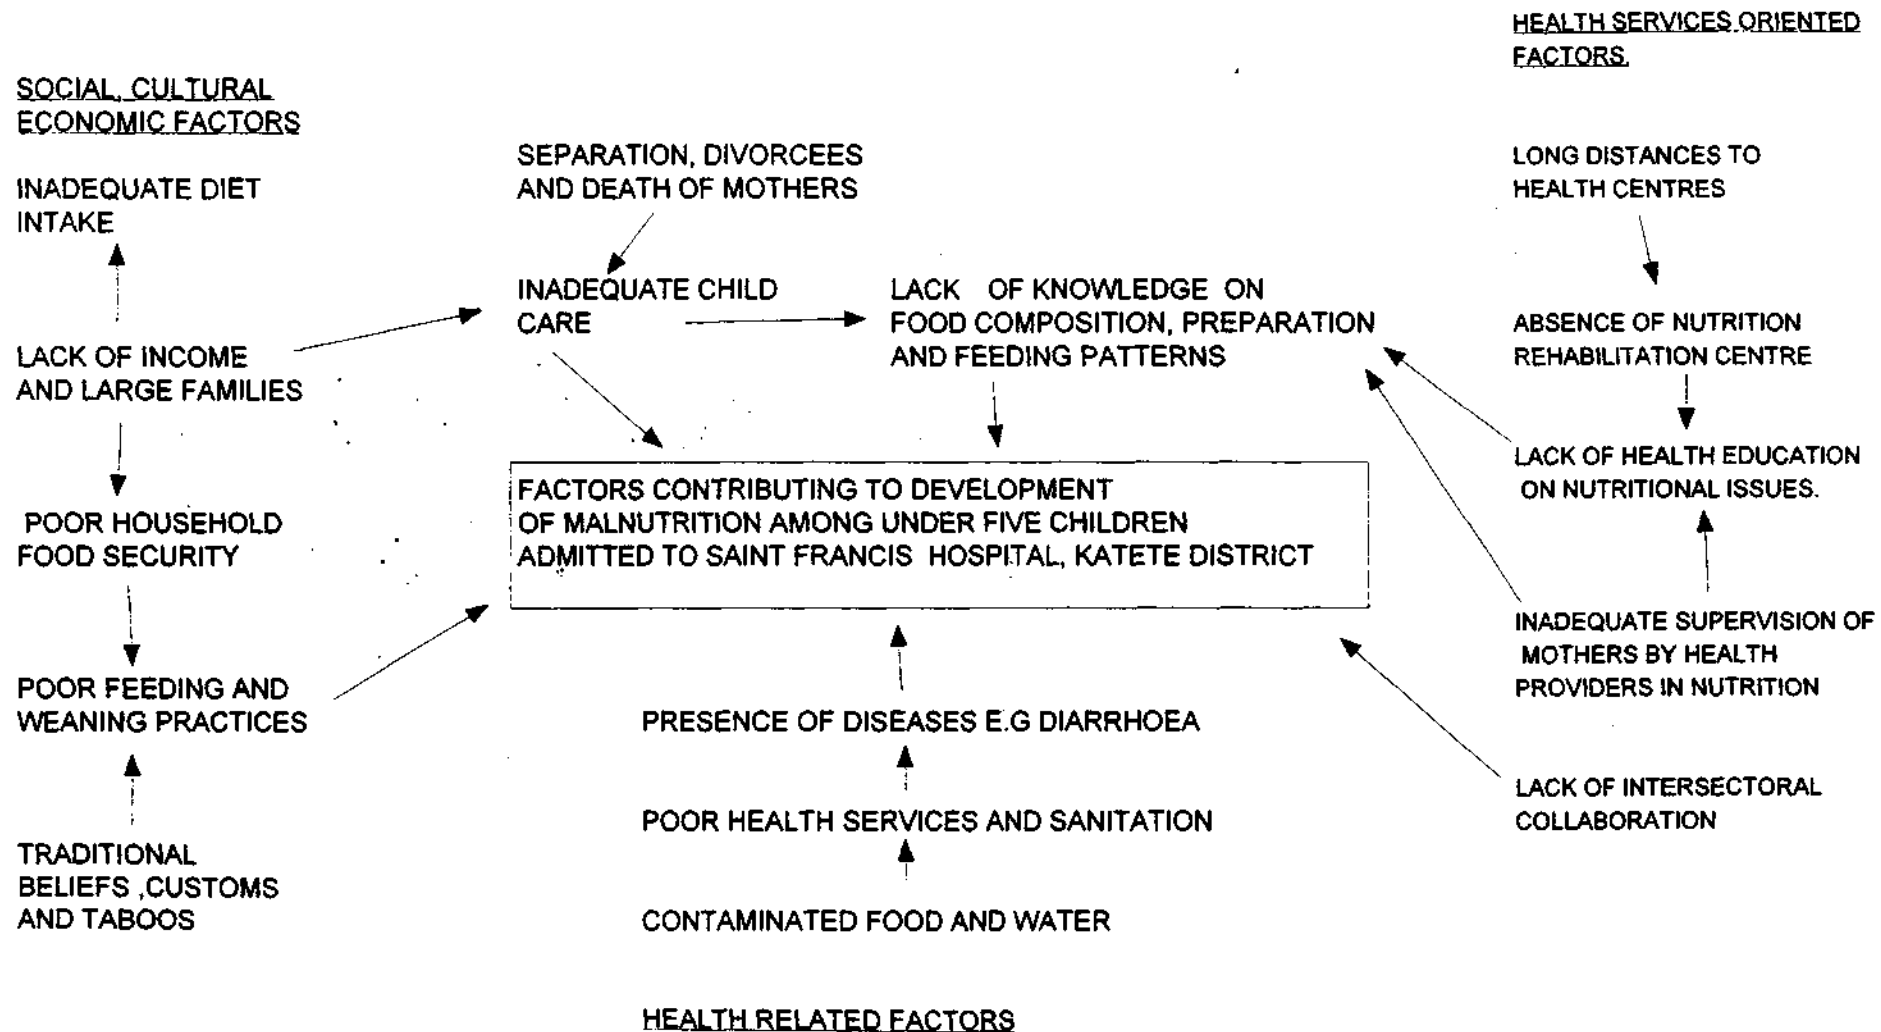 HEALTH SERVICES ORIENTED
FACTORS.
SOCIAL, CULTURAL
ECONOMIC FACTORS
SEPARATION, DIVORCEES
AND DEATH OF MOTHERS
LONG DISTANCES TO
HEALTH CENTRES
INADEQUATE DIET
INTAKE
INADEQUATE CHILD
CARE
LACK OF KNOWLEDGE ON
FOOD COMPOSITION, PREPARATION
AND FEEDING PATTERNS
ABSENCE OF NUTRITION
REHABILITATION CENTRE
LACK OF INCOME
AND LARGE FAMILIES
LACK OF HEALTH EDUCATION
ON NUTRITIONAL ISSUES.
FACTORS CONTRIBUTING TO DEVELOPMENT
OF MALNUTRITION AMONG UNDER FIVE CHILDREN
ADMITTED TO SAINT FRANCIS HOSPITAL, KATETE DISTRICT
POOR HOUSEHOLD
FOOD SECURITY
INADEQUATE SUPERVISION OF
MOTHERS BY HEALTH
PROVIDERS IN NUTRITION
POOR FEEDING AND
WEANING PRACTICES
PRESENCE OF DISEASES E.G DIARRHOEA
LACK OF INTERSECTORAL
COLLABORATION
POOR HEALTH SERVICES AND SANITATION
TRADITIONAL
BELIEFS ,CUSTOMS
AND TABOOS
CONTAMINATED FOOD AND WATER
HEALTH RELATED FACTORS